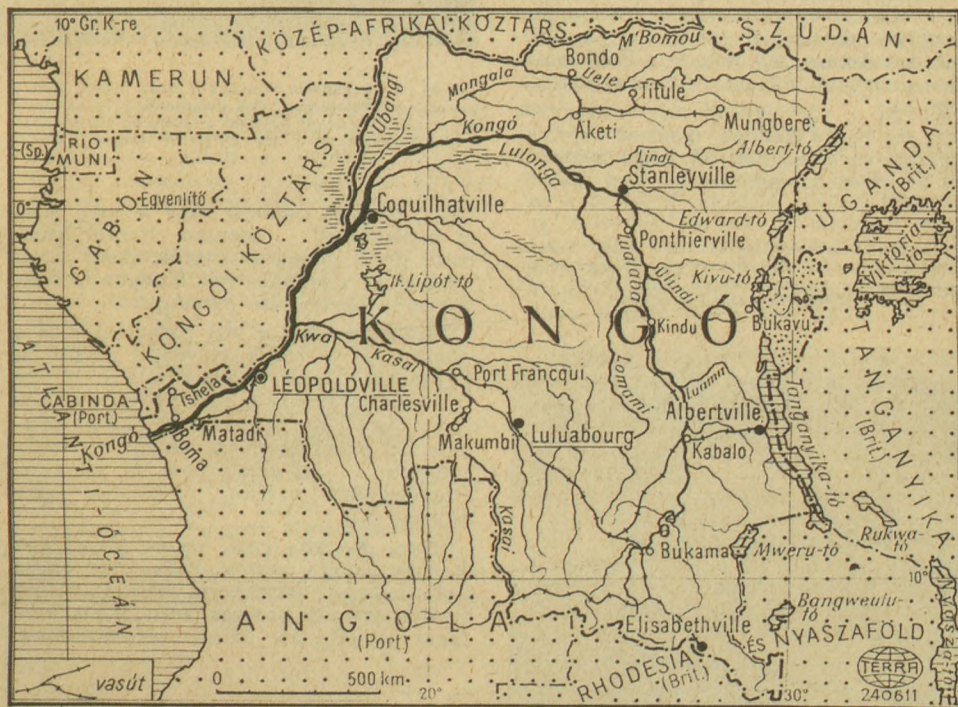 10° Gr. K-re
KÖZÉP-AFRIKAI KÖZTÁRS
SZUDÁN
KAMERUN
M'Bomou
Bondo
Uele
Titule
Mongala
Ubangi
Kongó
Aketi
Mungbere
Albert-tó
(Sp.)
RIO
MUNI
Lulonga
Lindi
Stanleyville
UGANDA
(Brit.)
GABON
Egyenlítő
0°
Coquilhatville
Edward-tó
Ponthierville
Viktória-
tó
KONGÓI KÖZTÁRS.
II. Lipót-tó
Lualaba
Ulindi
Kivu-tó
KONGÓ
Kindu
Bukavu
Kwa
Kasai
Port Francqui
Lomami
Luama
TANGANYIKA
(Brit.)
Tshela
LÉOPOLDVILLE
Charlesville
Albertville
Tanganyika-tó
CABINDA
(Port)
Kongó
Boma
Matadi
Makumbi
Luluabourg
Kabalo
ATLANTI-ÓCEÁN
Kasai
Bukama
Mweru-tó
Rukwa-
tó
10°
ANGOLA
(Port)
Elisabethville
Bangweulu-
tó
ÉS
NYASZAFÖLD
RHODESIA
(Brit.)
vasút
0 500 km
20°
30°
TERRA
240611